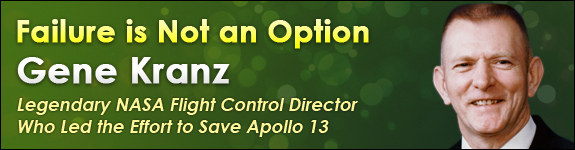 Failure is Not an Option
Gene Kranz
Legendary NASA Flight Control Director
Who Led the Effort to Save Apollo 13